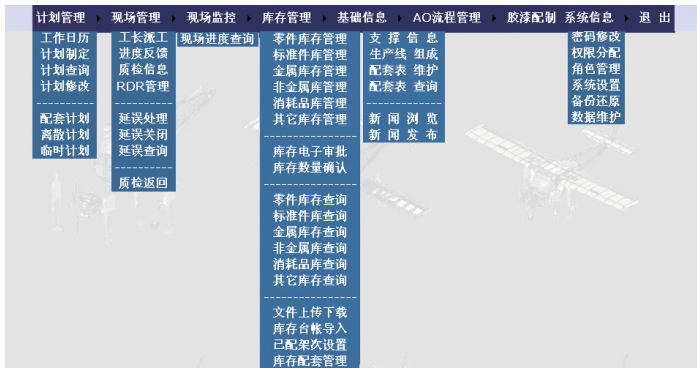 计划管理 现场管理 现场监控 库存管理 基础信息 AO流程管理 胶漆配制 系统信息 退 出
工作日历
计划制定
计划查询
计划修改
配套计划
离散计划
临时计划
工长派工
进度反馈
质检信息
RDR管理
延误处理
延误关闭
延误查询
质检返回
现场进度查询
零件库存管理
标准件库管理
金属库存管理
非金属库管理
消耗品库管理
其它库存管理
库存电子审批
库存数量确认
零件库存查询
标准件库查询
金属库存查询
非金属库查询
消耗品库查询
其它库存查询
文件上传下载
库存台帐导入
已配架次设置
库存配套管理
支 撑 信 息
生产线 组成
配套表 维护
配套表 查询
新 闻 浏 览
新 闻 发 布
密码修改
权限分配
角色管理
系统设置
备份还原
数据维护